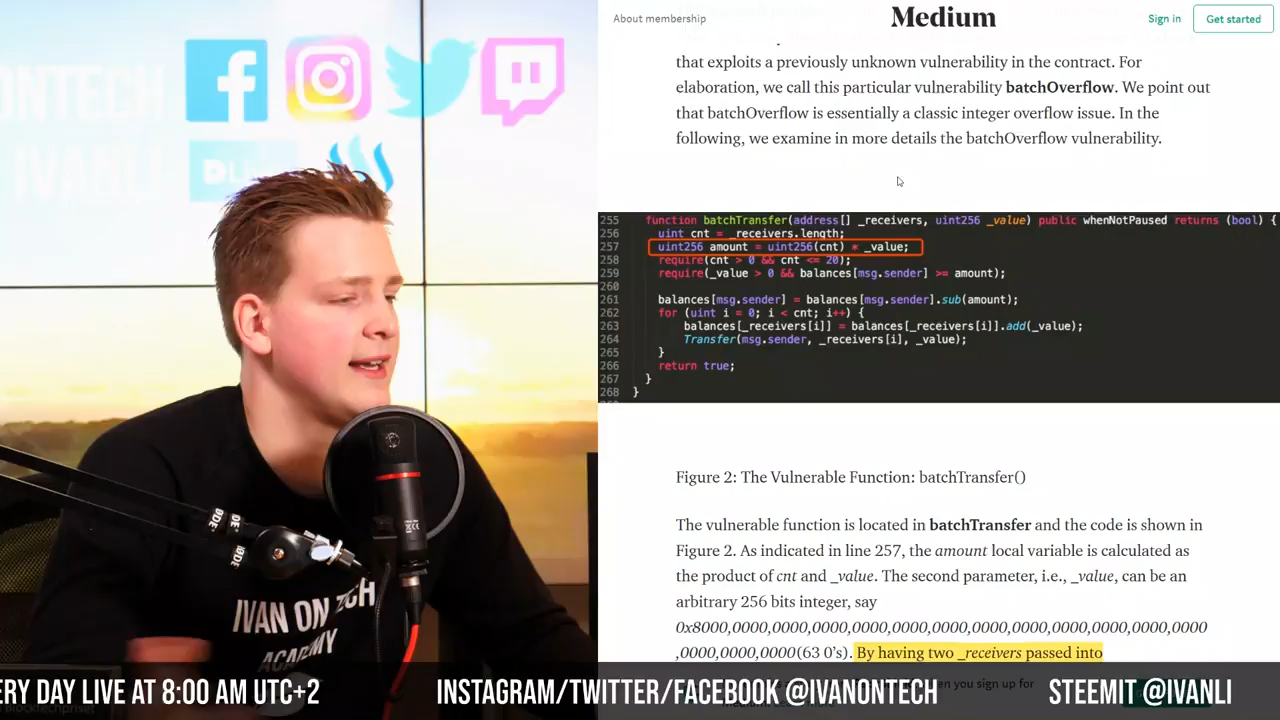 About membership
Medium
Sign in
Get started
that exploits a previously unknown vulnerability in the contract. For
elaboration, we call this particular vulnerability batchOverflow. We point out
that batchOverflow is essentially a classic integer overflow issue. In the
following, we examine in more details the batchOverflow vulnerability.
255 function batchTransfer(address[] _receivers, uint256 _value) public whenNotPaused returns (bool) {
256 uint cnt = _receivers.length;
257 uint256 amount = uint256(cnt) * _value;
258 require(cnt > 0 && cnt <= 20);
259 require(_value > 0 && balances[msg.sender] >= amount);
260
261 balances[msg.sender] = balances[msg.sender].sub(amount);
262 for (uint i = 0; i < cnt; i++) {
263 balances[_receivers[i]] = balances[_receivers[i]].add(_value);
264 Transfer(msg.sender, _receivers[i], _value);
265 }
266 return true;
267 }
268 }
Figure 2: The Vulnerable Function: batchTransfer()
The vulnerable function is located in batchTransfer and the code is shown in
Figure 2. As indicated in line 257, the amount local variable is calculated as
the product of cnt and _value. The second parameter, i.e., _value, can be an
arbitrary 256 bits integer, say
0x8000,0000,0000,0000,0000,0000,0000,0000,0000,0000,0000,0000,0000
,0000,0000,0000(63 0's). By having two _receivers passed into
ONTECH
IVANLI
IVAN ON TECH
ACADEMY
ERY DAY LIVE AT 8:00 AM UTC+2
INSTAGRAM/TWITTER/FACEBOOK @IVANONTECH
STEEMIT @IVANLI